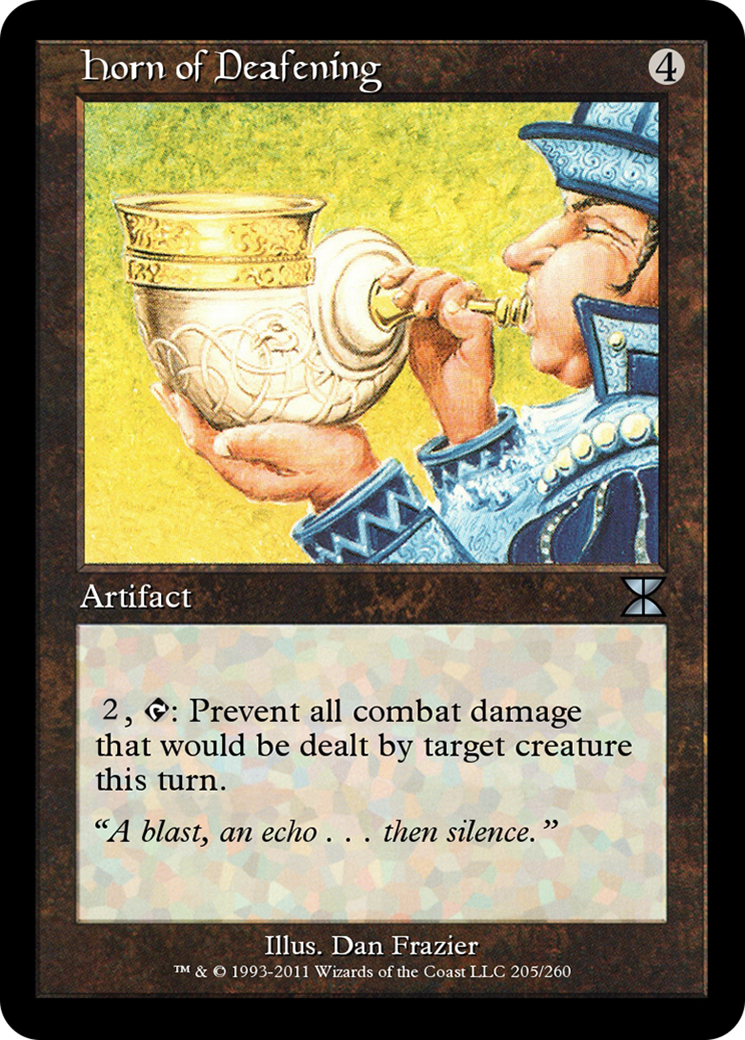 Horn of Deafening
4
Artifact
2, : Prevent all combat damage
that would be dealt by target creature
this turn.
“A blast, an echo . . . then silence.”
Illus. Dan Frazier
™ & © 1993-2011 Wizards of the Coast LLC 205/260